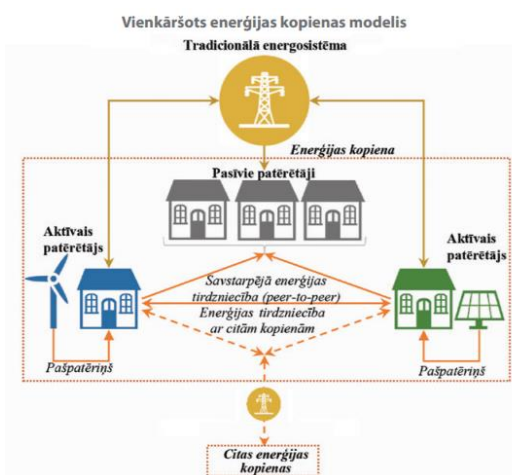 Vienkāršots enerģijas kopienas modelis
Tradicionālā energosistēma
Enerģijas kopiena
Pasīvie patērētāji
Aktīvais
patērētājs
Aktīvais
patērētājs
Savstarpējā enerģijas
tirdzniecība (peer-to-peer)
Enerģijas tirdzniecība
ar citām kopienām
Pašpatēriņš
Pašpatēriņš
Citas enerģijas
kopienas